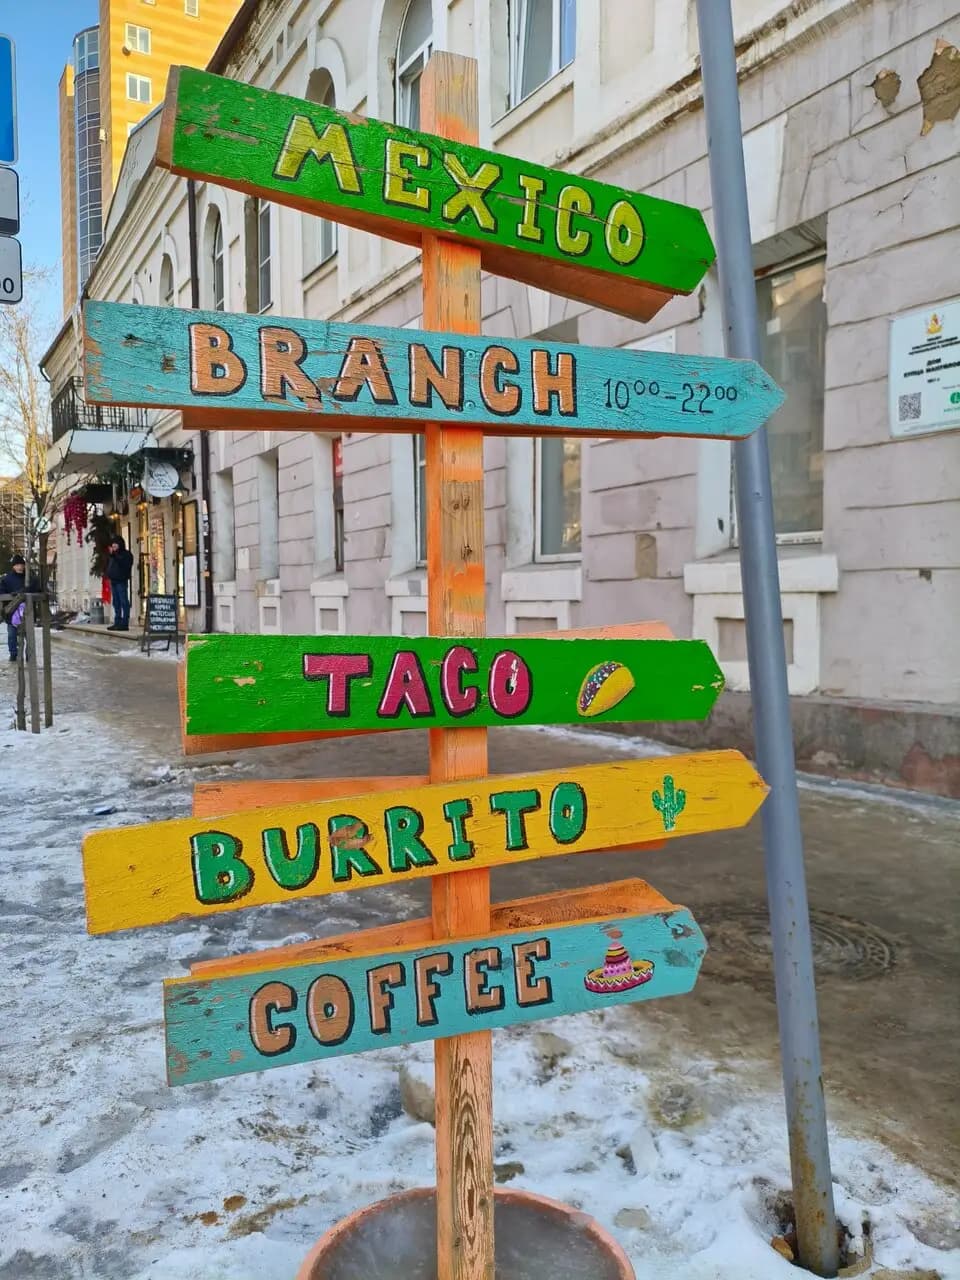 MEXICO
BRANCH 10⁰⁰-22⁰⁰
TACO
BURRITO
COFFEE